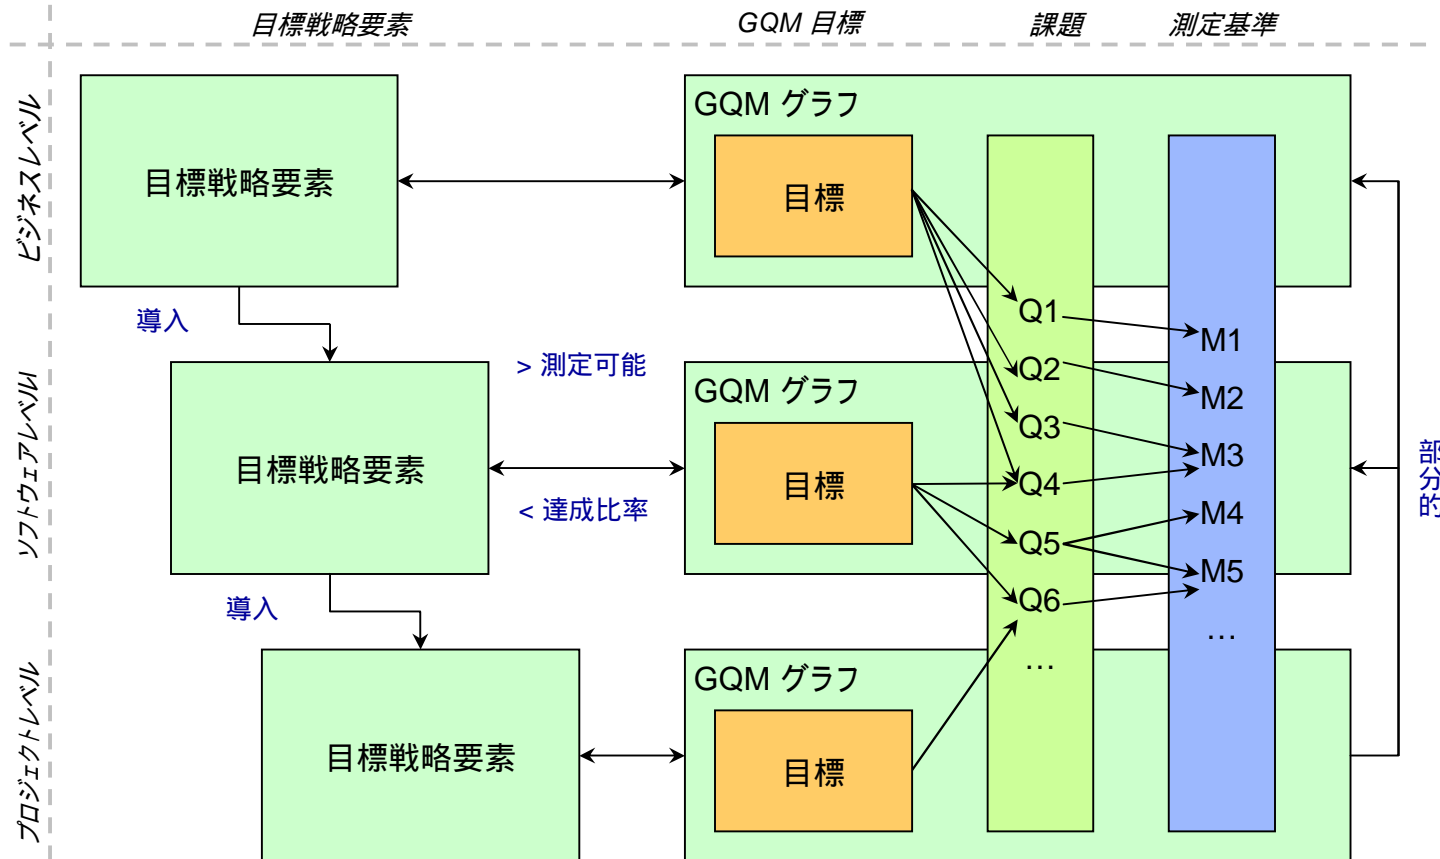 目標戦略要素
GQM 目標
課題
測定基準
ビジネスレベル
目標戦略要素
GQM グラフ
目標
導入
Q1
M1
ソフトウェアレベル
目標戦略要素
> 測定可能
< 達成比率
GQM グラフ
目標
Q2
M2
Q3
M3
Q4
M4
Q5
M5
Q6
…
…
部分的
導入
プロジェクトレベル
目標戦略要素
GQM グラフ
目標